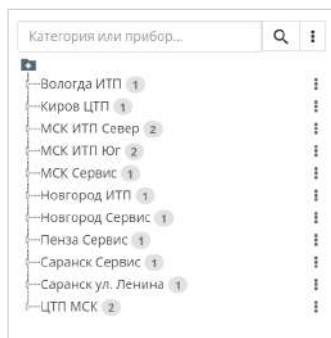 Категория или прибор...
Вологда ИТП 1
Киров ЦТП 1
МСК ИТП Север 2
МСК ИТП Юг 2
МСК Сервис 1
Новгород ИТП 1
Новгород Сервис 1
Пенза Сервис 1
Саранск Сервис 1
Саранск ул. Ленина 1
ЦТП МСК 2